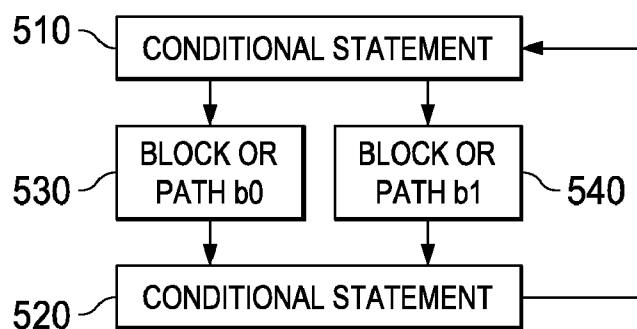 510
CONDITIONAL STATEMENT
530
BLOCK OR
PATH b0
BLOCK OR
PATH b1
540
520
CONDITIONAL STATEMENT